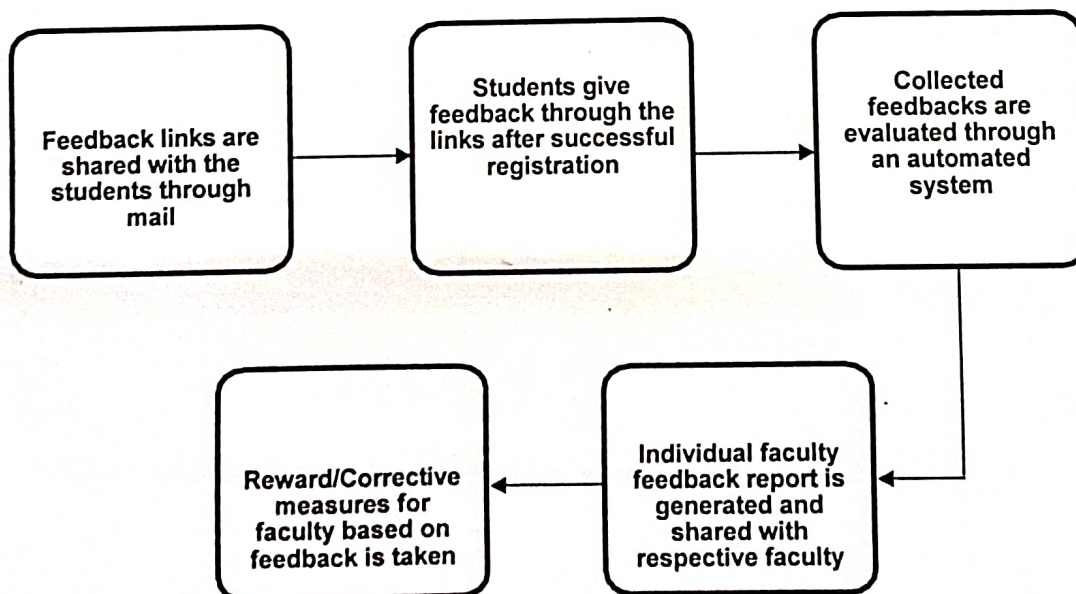 Feedback links are
shared with the
students through
mail
Students give
feedback through the
links after successful
registration
Collected
feedbacks are
evaluated through
an automated
system
Individual faculty
feedback report is
generated and
shared with
respective faculty
Reward/Corrective
measures for
faculty based on
feedback is taken